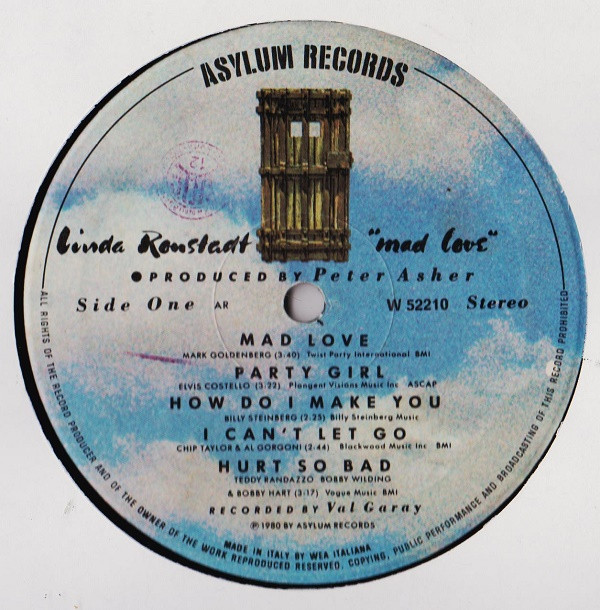 ASYLUM RECORDS
Linda Ronstadt "mad love"
PRODUCED BY Peter Asher
Side One AR W 52210 Stereo
MAD LOVE
MARK GOLDENBERG (3:40) Twist Party International BMI
PARTY GIRL
ELVIS COSTELLO (3:22) Plangent Visions Music Inc ASCAP
HOW DO I MAKE YOU
BILLY STEINBERG (2-25) Billy Steinberg Music
I CAN'T LET GO
CHIP TAYLOR & AL GORGONI (2-44) Blackwood Music Inc BMI
HURT SO BAD
TEDDY RANDAZZO BOBBY WILDING
& BOBBY HART (3-17) Vogue Music BMI
RECORDED BY Val Garay
Ⓟ 1980 BY ASYLUM RECORDS
MADE IN ITALY BY WEA ITALIANA
ALL RIGHTS OF THE RECORD PRODUCER AND OF THE OWNER OF THE WORK REPRODUCED RESERVED. COPYING, PUBLIC PERFORMANCE AND BROADCASTING OF THIS RECORD PROHIBITED